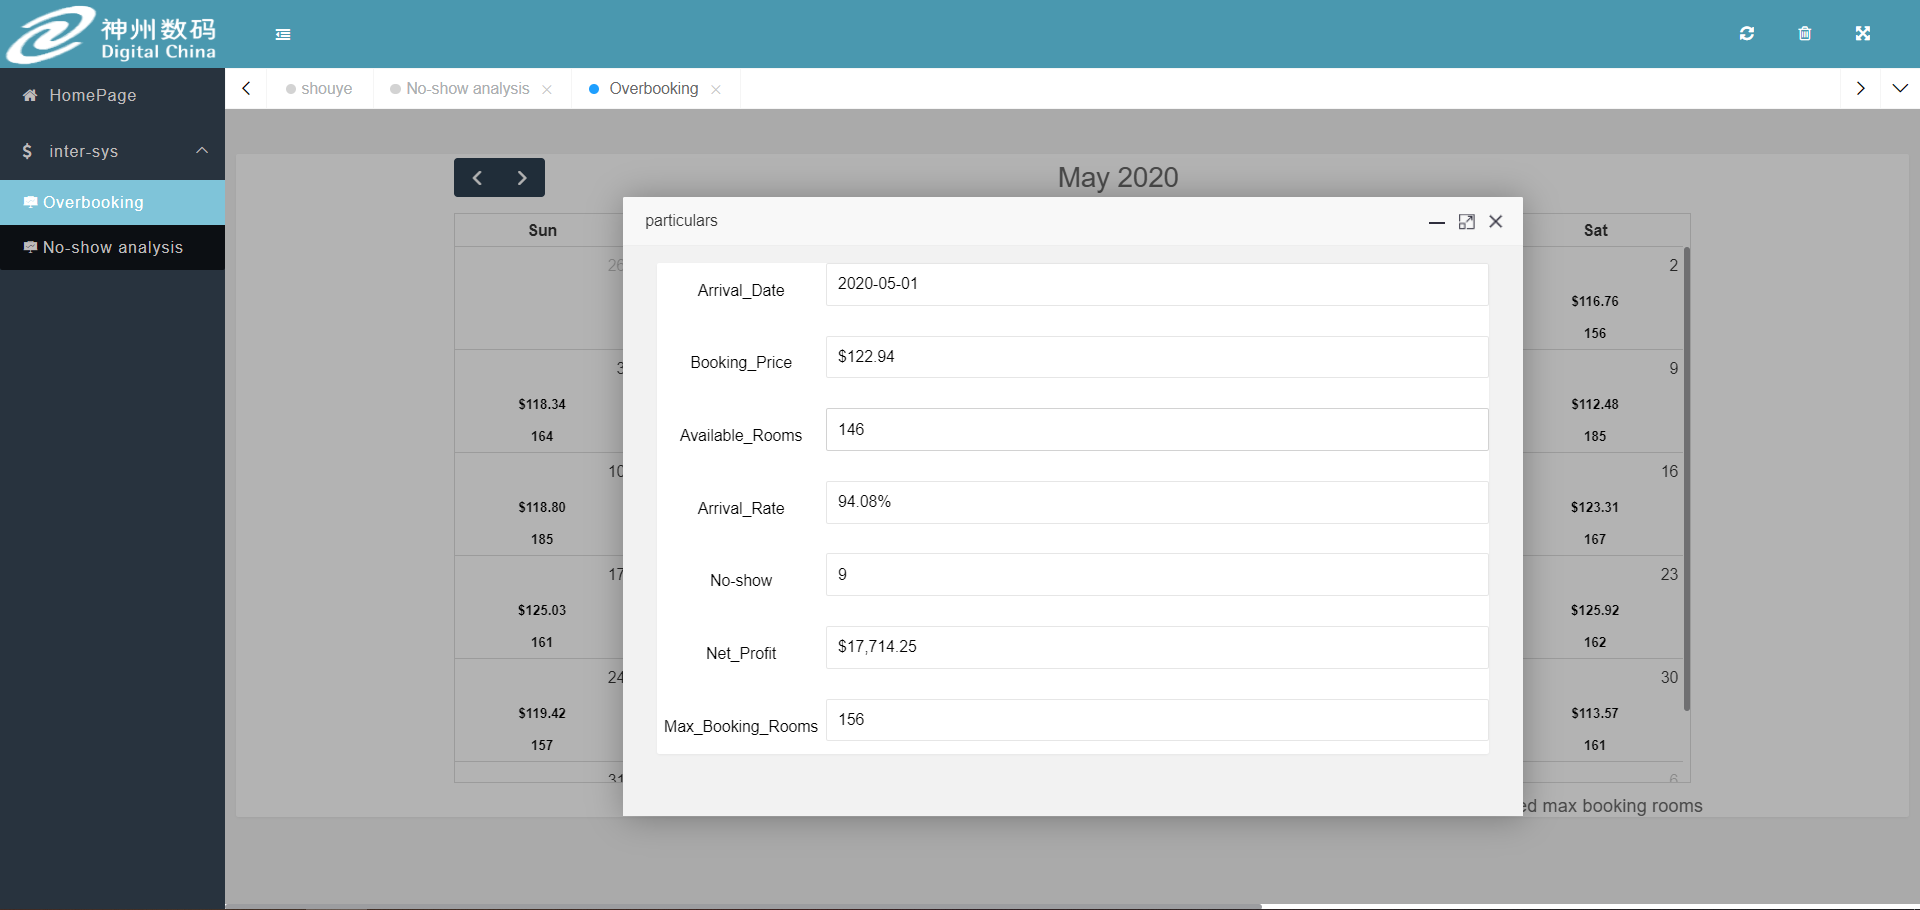 神州数码
Digital China
HomePage
$ inter-sys
Overbooking
No-show analysis
shouye
No-show analysis
Overbooking
May 2020
Sun
Sat
26
2
$116.76
156
3
$118.34
164
9
$112.48
185
10
$118.80
185
16
$123.31
167
17
$125.03
161
23
$125.92
162
24
$119.42
157
30
$113.57
161
31
6
particulars
Arrival_Date
2020-05-01
Booking_Price
$122.94
Available_Rooms
146
Arrival_Rate
94.08%
No-show
9
Net_Profit
$17,714.25
Max_Booking_Rooms
156
ed max booking rooms